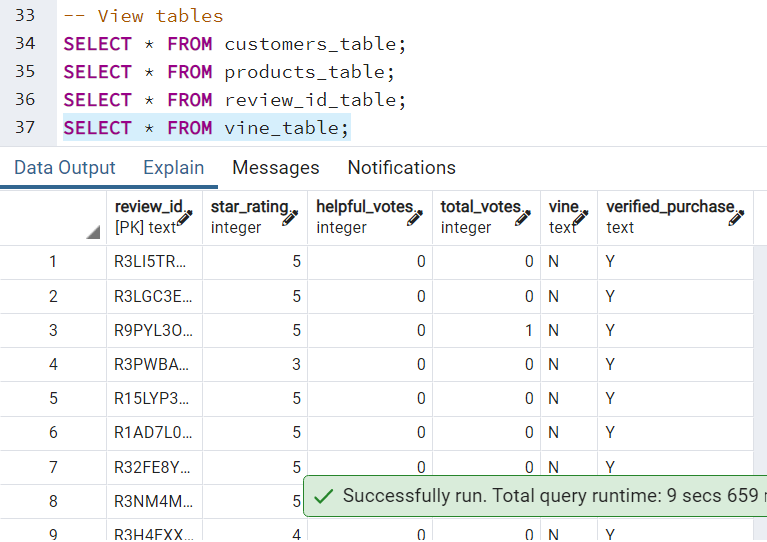 33 -- View tables
34 SELECT * FROM customers_table;
35 SELECT * FROM products_table;
36 SELECT * FROM review_id_table;
37 SELECT * FROM vine_table;
Data Output Explain Messages Notifications
review_id.. star_rating.. helpful_votes.. total_votes.. vine.. verified_purchase..
[PK] text integer integer integer text text
1 R3LI5TR... 5 0 0 N Y
2 R3LGC3E... 5 0 0 N Y
3 R9PYL3O... 5 0 1 N Y
4 R3PWBA... 3 0 0 N Y
5 R15LYP3... 5 0 0 N Y
6 R1AD7L0... 5 0 0 N Y
7 R32FE8Y... 5 0 0 N Y
8 R3NM4M... 5
Successfully run. Total query runtime: 9 secs 659
9 R3H4FXX... 4 0 0 N Y